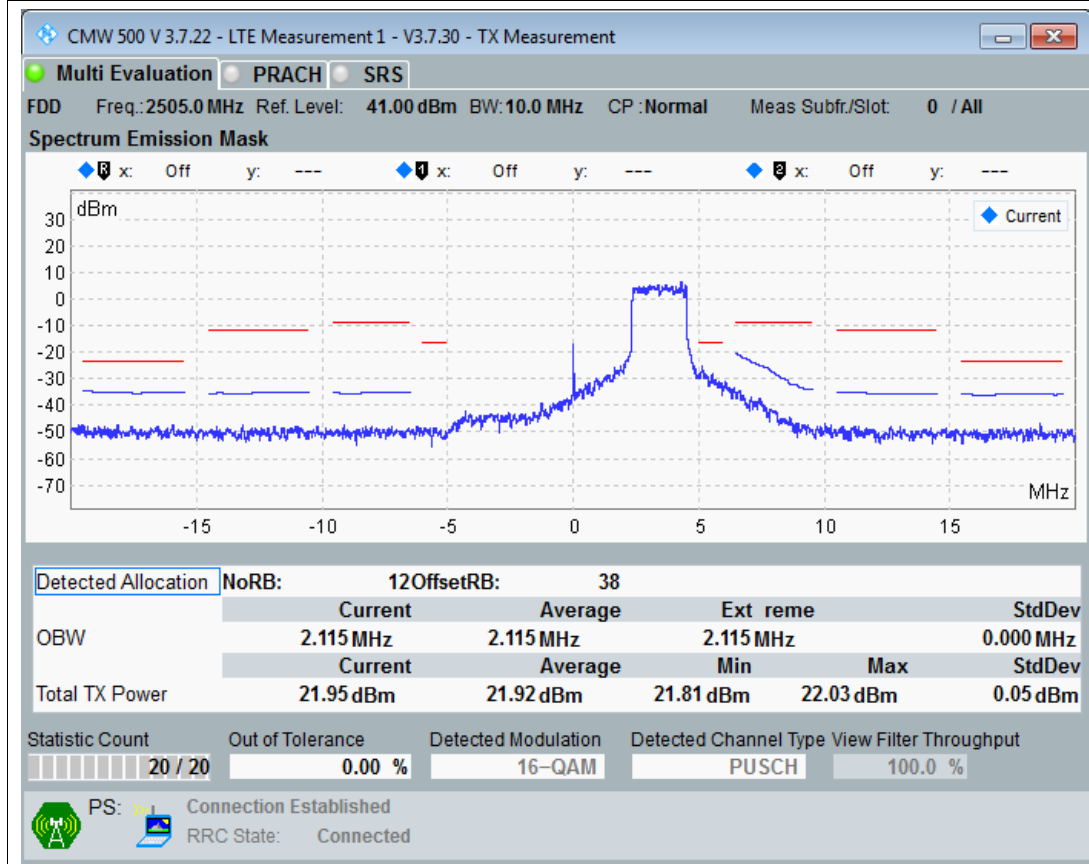 CMW 500 V 3.7.22 - LTE Measurement 1 - V3.7.30 - TX Measurement
Multi Evaluation PRACH SRS
FDD Freq.: 2505.0 MHz Ref. Level: 41.00 dBm BW: 10.0 MHz CP : Normal Meas Subfr./Slot: 0 / All
Spectrum Emission Mask
R x: Off y: --- 1 x: Off y: --- 2 x: Off y: ---
dBm
Current
30
20
10
0
-10
-20
-30
-40
-50
-60
-70
MHz
-15 -10 -5 0 5 10 15
Detected Allocation NoRB: 12 OffsetRB: 38
Current Average Ext reme StdDev
OBW 2.115 MHz 2.115 MHz 2.115 MHz 0.000 MHz
Current Average Min Max StdDev
Total TX Power 21.95 dBm 21.92 dBm 21.81 dBm 22.03 dBm 0.05 dBm
Statistic Count Out of Tolerance Detected Modulation Detected Channel Type View Filter Throughput
20 / 20 0.00 % 16-QAM PUSCH 100.0 %
PS: Connection Established
RRC State: Connected